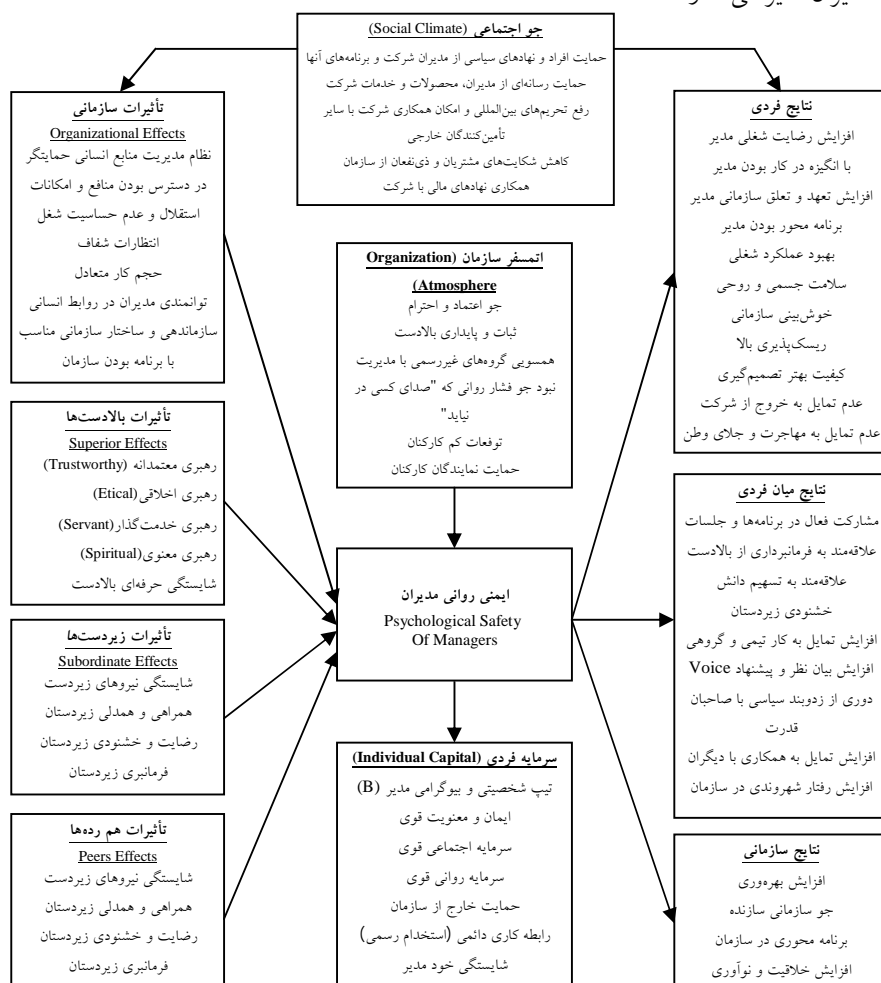 جو اجتماعی (Social Climate)
حمایت افراد و نهادهای سیاسی از مدیران شرکت و برنامه‌های آنها
حمایت رسانه‌ای از مدیران، محصولات و خدمات شرکت
رفع تحریم‌های بین‌المللی و امکان همکاری شرکت با سایر
تأمین‌کنندگان خارجی
کاهش شکایت‌های مشتریان و ذی‌نفعان از سازمان
همکاری نهادهای مالی با شرکت
نتایج فردی
افزایش رضایت شغلی مدیر
با انگیزه در کار بودن مدیر
افزایش تعهد و تعلق سازمانی مدیر
برنامه محور بودن مدیر
بهبود عملکرد شغلی
سلامت جسمی و روحی
خوش‌بینی سازمانی
ریسک‌پذیری بالا
کیفیت بهتر تصمیم‌گیری
عدم تمایل به خروج از شرکت
عدم تمایل به مهاجرت و جلای وطن
تأثیرات سازمانی
Organizational Effects
نظام مدیریت منابع انسانی حمایتگر
در دسترس بودن منافع و امکانات
استقلال و عدم حساسیت شغل
انتظارات شفاف
حجم کار متعادل
توانمندی مدیران در روابط انسانی
سازماندهی و ساختار سازمانی مناسب
با برنامه بودن سازمان
اتمسفر سازمان (Organization
Atmosphere)
جو اعتماد و احترام
ثبات و پایداری بالادست
همسویی گروه‌های غیررسمی با مدیریت
نبود جو فشار روانی که "صدای کسی در
نیاید"
توقعات کم کارکنان
حمایت نمایندگان کارکنان
تأثیرات بالادست‌ها
Superior Effects
رهبری معتمدانه (Trustworthy)
رهبری اخلاقی (Etical)
رهبری خدمت‌گذار (Servant)
رهبری معنوی (Spiritual)
شایستگی حرفه‌ای بالادست
نتایج میان فردی
مشارکت فعال در برنامه‌ها و جلسات
علاقه‌مند به فرمانبرداری از بالادست
علاقه‌مند به تسهیم دانش
خشنودی زیردستان
افزایش تمایل به کار تیمی و گروهی
افزایش بیان نظر و پیشنهاد Voice
دوری از زدوبند سیاسی با صاحبان
قدرت
افزایش تمایل به همکاری با دیگران
افزایش رفتار شهروندی در سازمان
ایمنی روانی مدیران
Psychological Safety
Of Managers
تأثیرات زیردست‌ها
Subordinate Effects
شایستگی نیروهای زیردست
همراهی و همدلی زیردستان
رضایت و خشنودی زیردستان
فرمانبری زیردستان
سرمایه فردی (Individual Capital)
تیپ شخصیتی و بیوگرامی مدیر (B)
ایمان و معنویت قوی
سرمایه اجتماعی قوی
سرمایه روانی قوی
حمایت خارج از سازمان
رابطه کاری دائمی (استخدام رسمی)
شایستگی خود مدیر
تأثیرات هم رده‌ها
Peers Effects
شایستگی نیروهای زیردست
همراهی و همدلی زیردستان
رضایت و خشنودی زیردستان
فرمانبری زیردستان
نتایج سازمانی
افزایش بهره‌وری
جو سازمانی سازنده
برنامه محوری در سازمان
افزایش خلاقیت و نوآوری